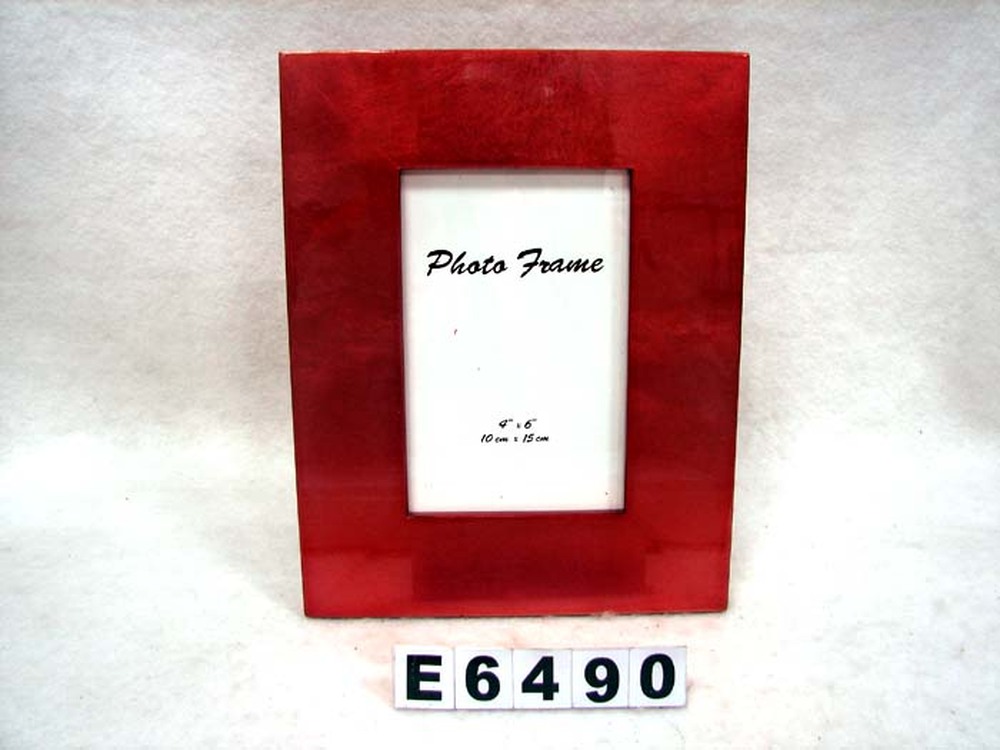 Photo Frame
4" x 6"
10 cm x 15 cm
E6490